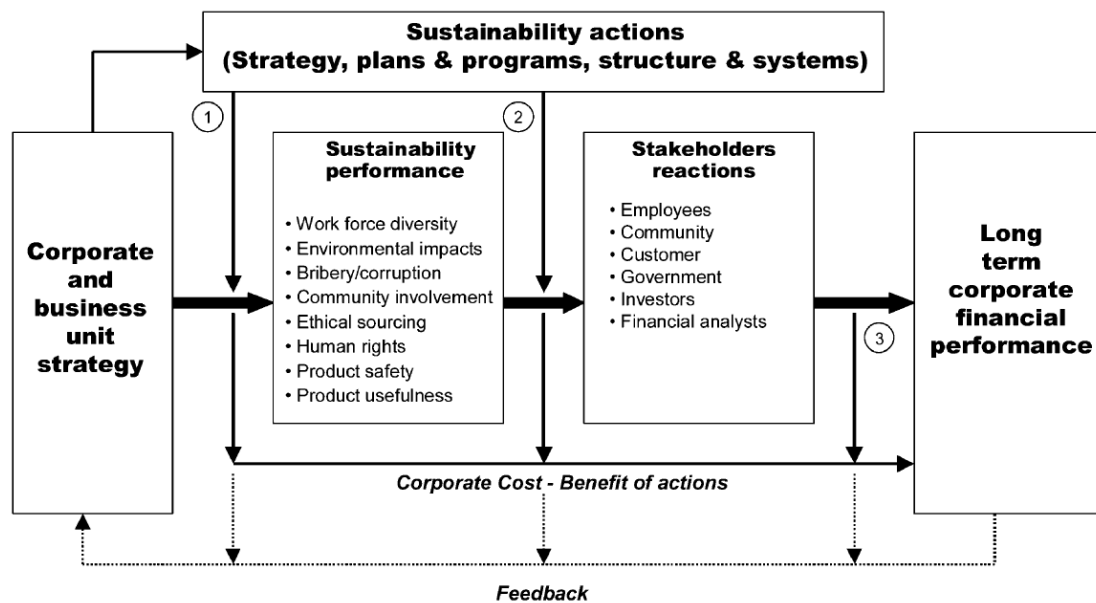 Sustainability actions
(Strategy, plans & programs, structure & systems)
1
2
Corporate
and
business
unit
strategy
Sustainability
performance
• Work force diversity
• Environmental impacts
• Bribery/corruption
• Community involvement
• Ethical sourcing
• Human rights
• Product safety
• Product usefulness
Stakeholders
reactions
• Employees
• Community
• Customer
• Government
• Investors
• Financial analysts
3
Long
term
corporate
financial
performance
Corporate Cost - Benefit of actions
Feedback